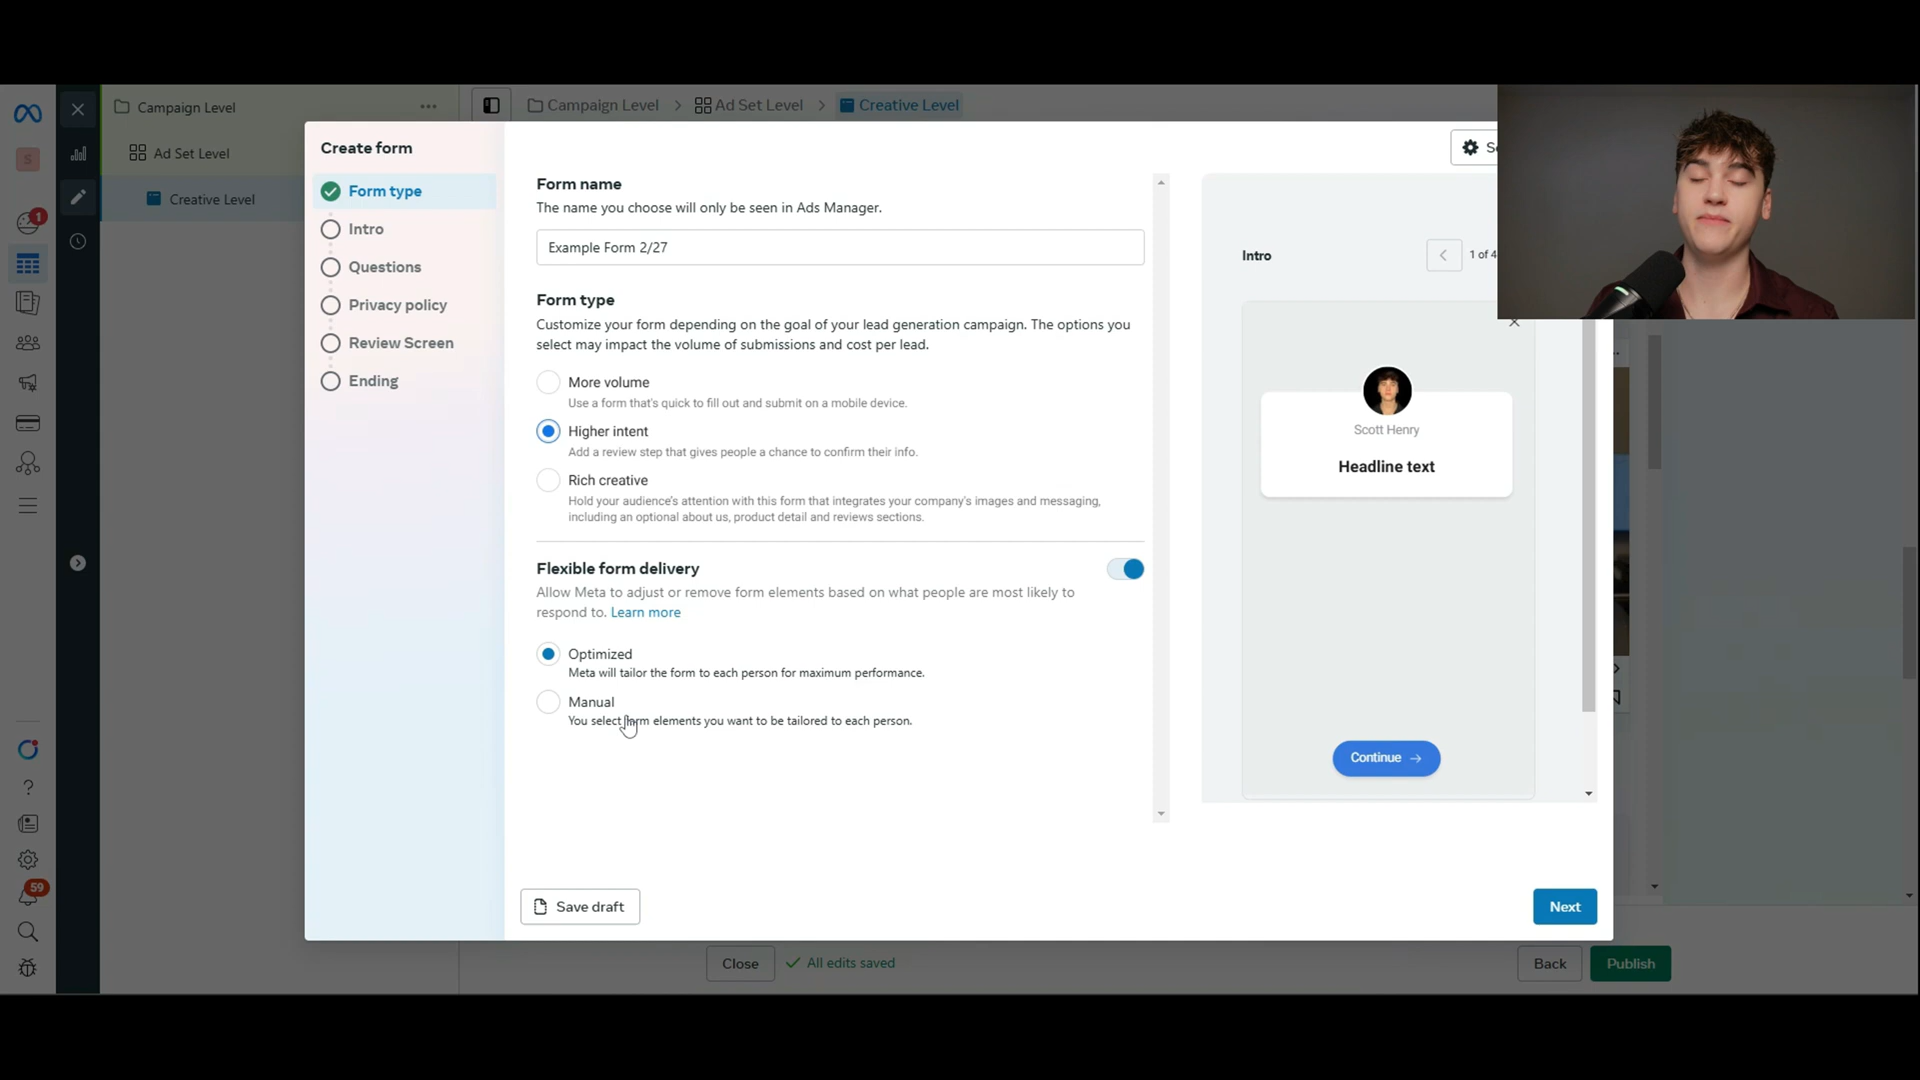 Campaign Level
Ad Set Level
Creative Level
Campaign Level > Ad Set Level > Creative Level
S
1
59
?
Create form
Form type
Intro
Questions
Privacy policy
Review Screen
Ending
Form name
The name you choose will only be seen in Ads Manager.
Example Form 2/27
Form type
Customize your form depending on the goal of your lead generation campaign. The options you
select may impact the volume of submissions and cost per lead.
More volume
Use a form that's quick to fill out and submit on a mobile device.
Higher intent
Add a review step that gives people a chance to confirm their info.
Rich creative
Hold your audience's attention with this form that integrates your company's images and messaging,
including an optional about us, product detail and reviews sections.
Flexible form delivery
Allow Meta to adjust or remove form elements based on what people are most likely to
respond to. Learn more
Optimized
Meta will tailor the form to each person for maximum performance.
Manual
You select form elements you want to be tailored to each person.
Intro
1 of 4
Scott Henry
Headline text
Continue
Save draft
Next
Close
All edits saved
Back
Publish